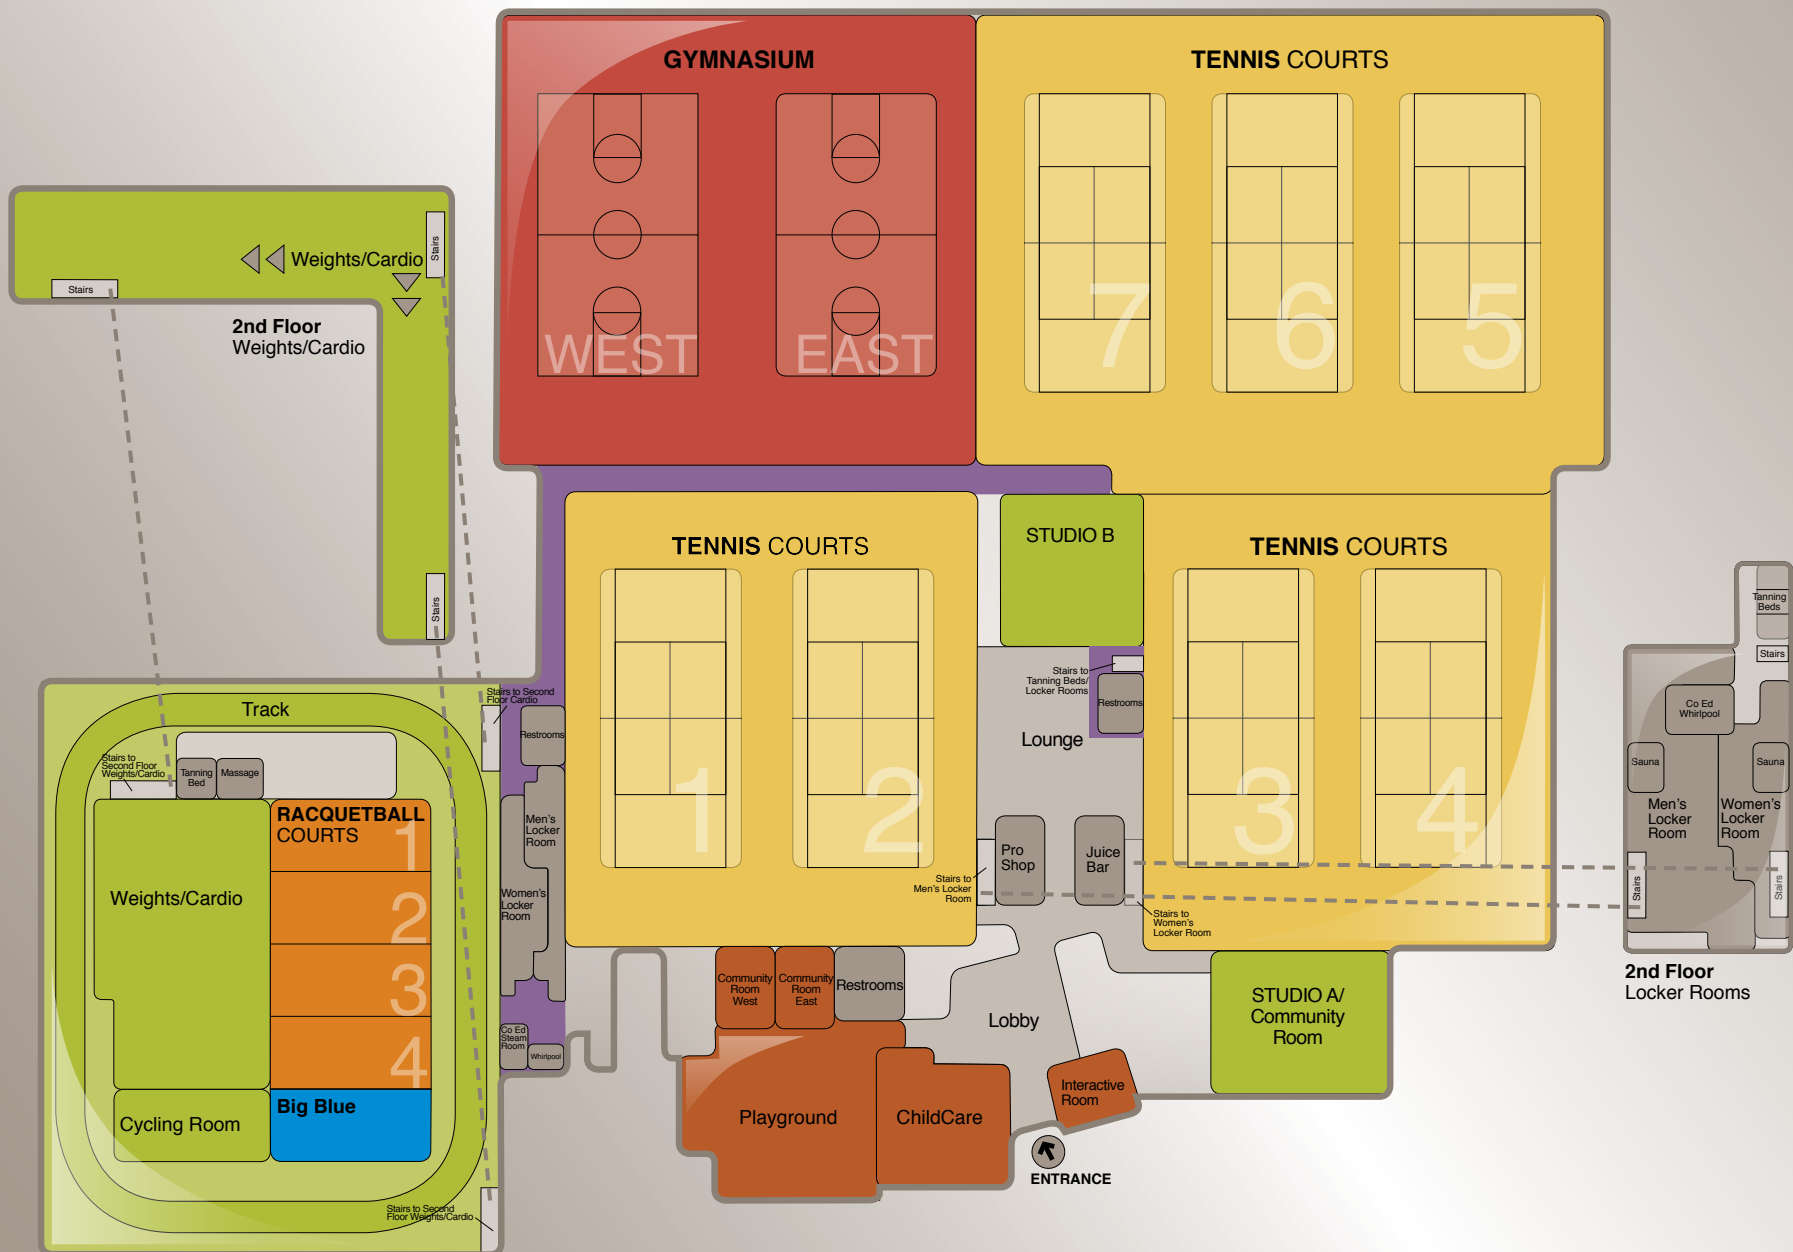 GYMNASIUM
WEST
EAST
TENNIS COURTS
7
6
5
Stairs
Weights/Cardio
Stairs
2nd Floor
Weights/Cardio
Stairs
TENNIS COURTS
1
2
STUDIO B
TENNIS COURTS
3
4
Stairs to
Tanning Beds/
Locker Rooms
Restrooms
Lounge
Tanning
Beds
Stairs
Co Ed
Whirlpool
Sauna
Sauna
Men's
Locker
Room
Women's
Locker
Room
Stairs
Stairs
2nd Floor
Locker Rooms
Track
Stairs to
Second Floor
Weights/Cardio
Tanning
Bed
Massage
Stairs to Second
Floor Cardio
Restrooms
RACQUETBALL
COURTS
1
2
3
4
Weights/Cardio
Men's
Locker
Room
Women's
Locker
Room
Pro
Shop
Juice
Bar
Stairs to
Men's Locker
Room
Stairs to
Women's
Locker Room
Community
Room
West
Community
Room
East
Restrooms
Lobby
STUDIO A/
Community
Room
Co Ed
Steam
Room
Whirlpool
Big Blue
Cycling Room
Playground
ChildCare
Interactive
Room
ENTRANCE
Stairs to Second
Floor Weights/Cardio